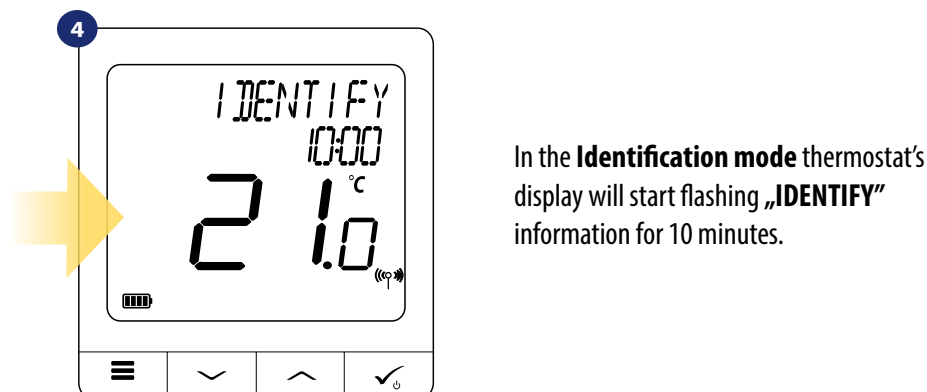 4
IDENTIFY
10:00
21.0 °C
In the Identification mode thermostat's
display will start flashing „IDENTIFY”
information for 10 minutes.